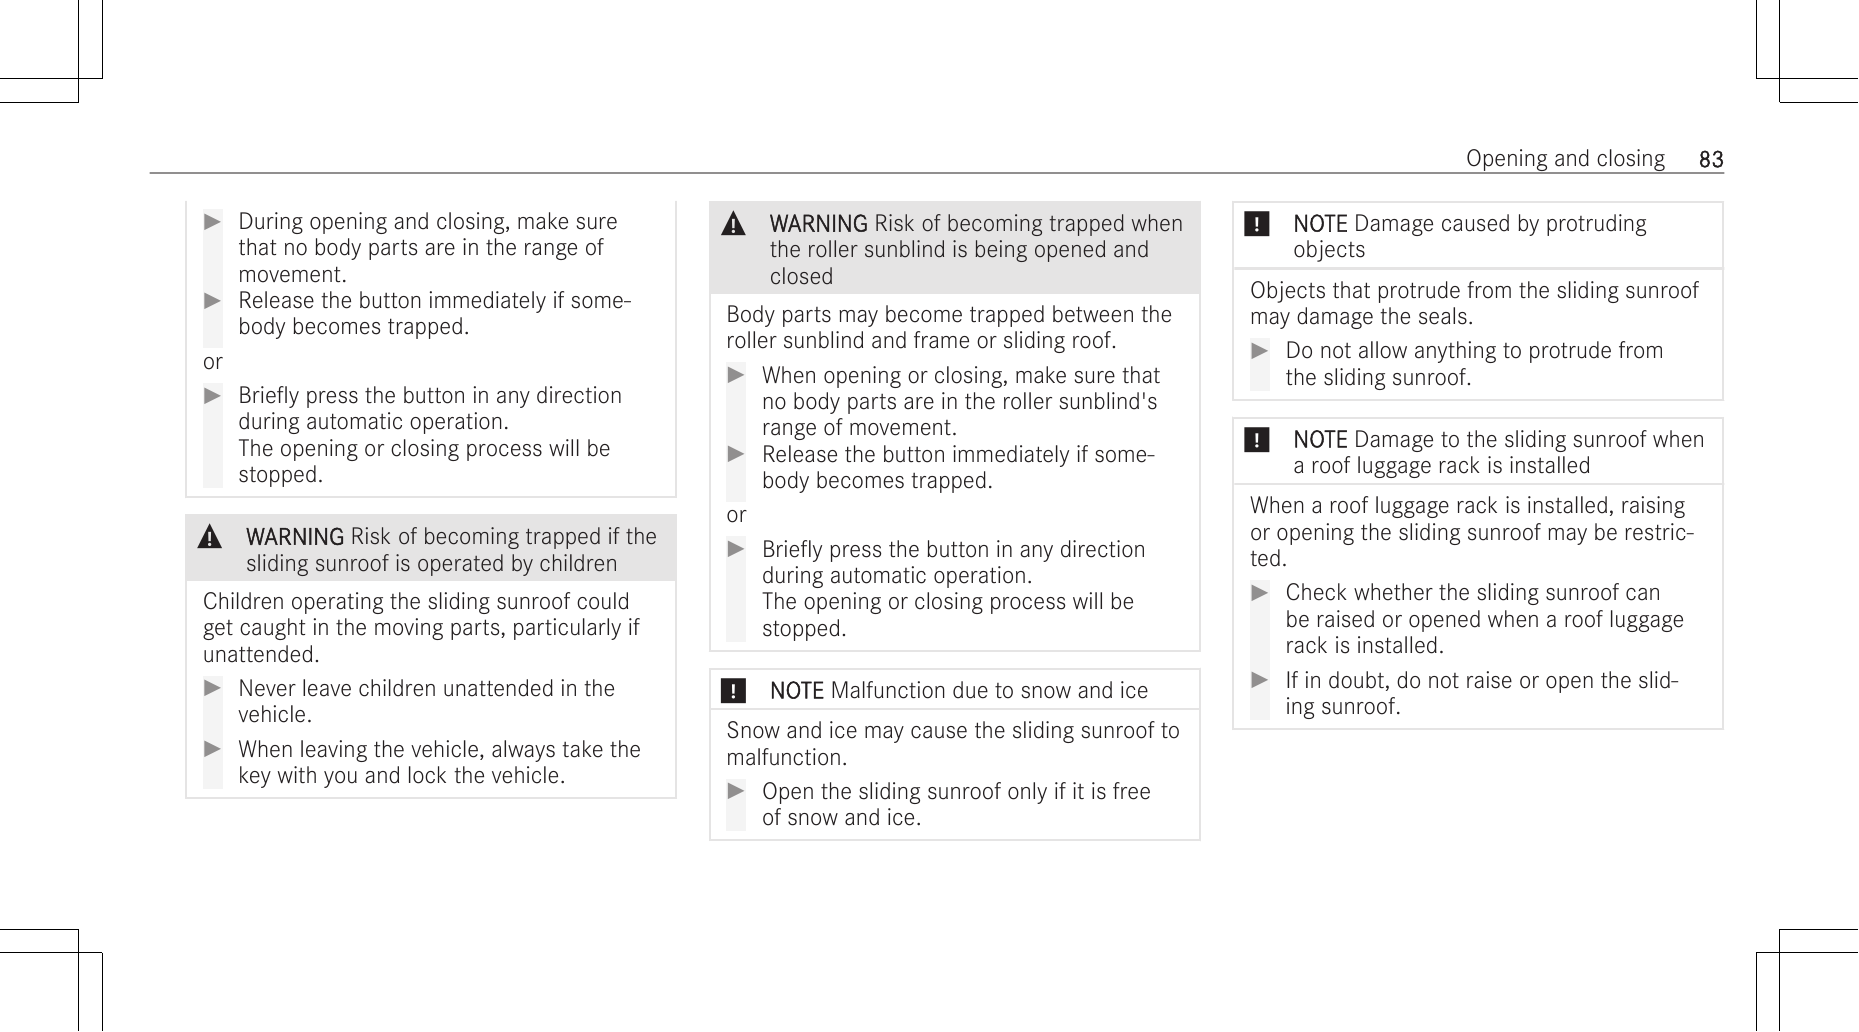 Opening and closing 83
▶ During opening and closing, make sure
that no body parts are in the range of
movement.
▶ Release the button immediately if some-
body becomes trapped.
or
▶ Briefly press the button in any direction
during automatic operation.
The opening or closing process will be
stopped.
WARNING Risk of becoming trapped if the
sliding sunroof is operated by children
Children operating the sliding sunroof could
get caught in the moving parts, particularly if
unattended.
▶ Never leave children unattended in the
vehicle.
▶ When leaving the vehicle, always take the
key with you and lock the vehicle.
WARNING Risk of becoming trapped when
the roller sunblind is being opened and
closed
Body parts may become trapped between the
roller sunblind and frame or sliding roof.
▶ When opening or closing, make sure that
no body parts are in the roller sunblind's
range of movement.
▶ Release the button immediately if some-
body becomes trapped.
or
▶ Briefly press the button in any direction
during automatic operation.
The opening or closing process will be
stopped.
! NOTE Malfunction due to snow and ice
Snow and ice may cause the sliding sunroof to
malfunction.
▶ Open the sliding sunroof only if it is free
of snow and ice.
! NOTE Damage caused by protruding
objects
Objects that protrude from the sliding sunroof
may damage the seals.
▶ Do not allow anything to protrude from
the sliding sunroof.
! NOTE Damage to the sliding sunroof when
a roof luggage rack is installed
When a roof luggage rack is installed, raising
or opening the sliding sunroof may be restric-
ted.
▶ Check whether the sliding sunroof can
be raised or opened when a roof luggage
rack is installed.
▶ If in doubt, do not raise or open the slid-
ing sunroof.